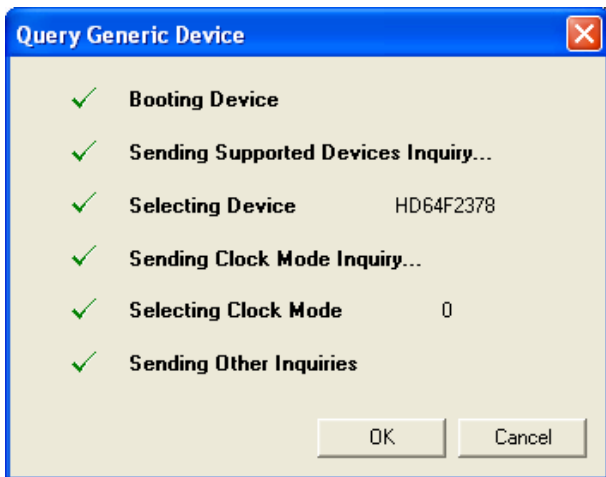 Query Generic Device
Booting Device
Sending Supported Devices Inquiry...
Selecting Device HD64F2378
Sending Clock Mode Inquiry...
Selecting Clock Mode 0
Sending Other Inquiries
OK Cancel